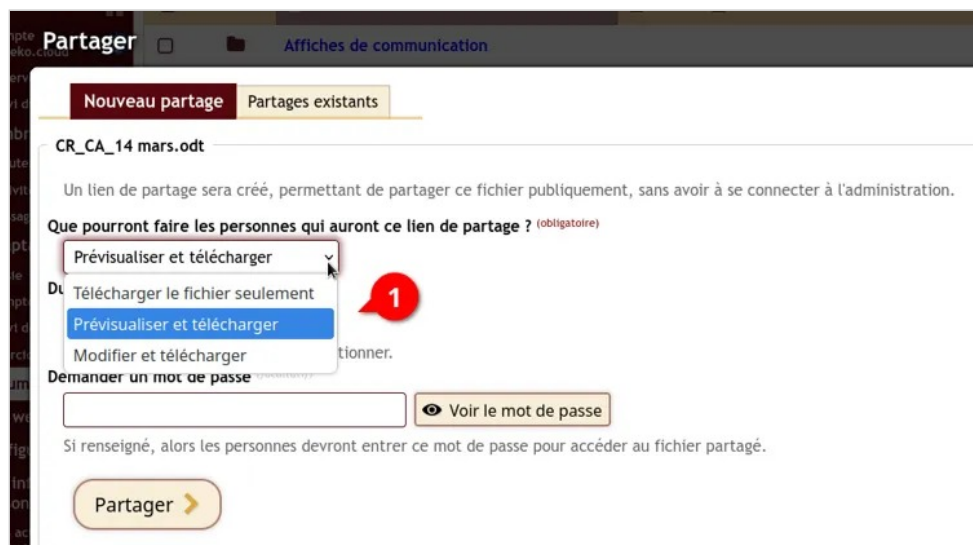 Partager
Affiches de communication
Nouveau partage
Partages existants
CR_CA_14 mars.odt
Un lien de partage sera créé, permettant de partager ce fichier publiquement, sans avoir à se connecter à l'administration.
Que pourront faire les personnes qui auront ce lien de partage ? (obligatoire)
Prévisualiser et télécharger
Télécharger le fichier seulement
1
Prévisualiser et télécharger
Modifier et télécharger
tionner.
Demander un mot de passe
Voir le mot de passe
Si renseigné, alors les personnes devront entrer ce mot de passe pour accéder au fichier partagé.
Partager